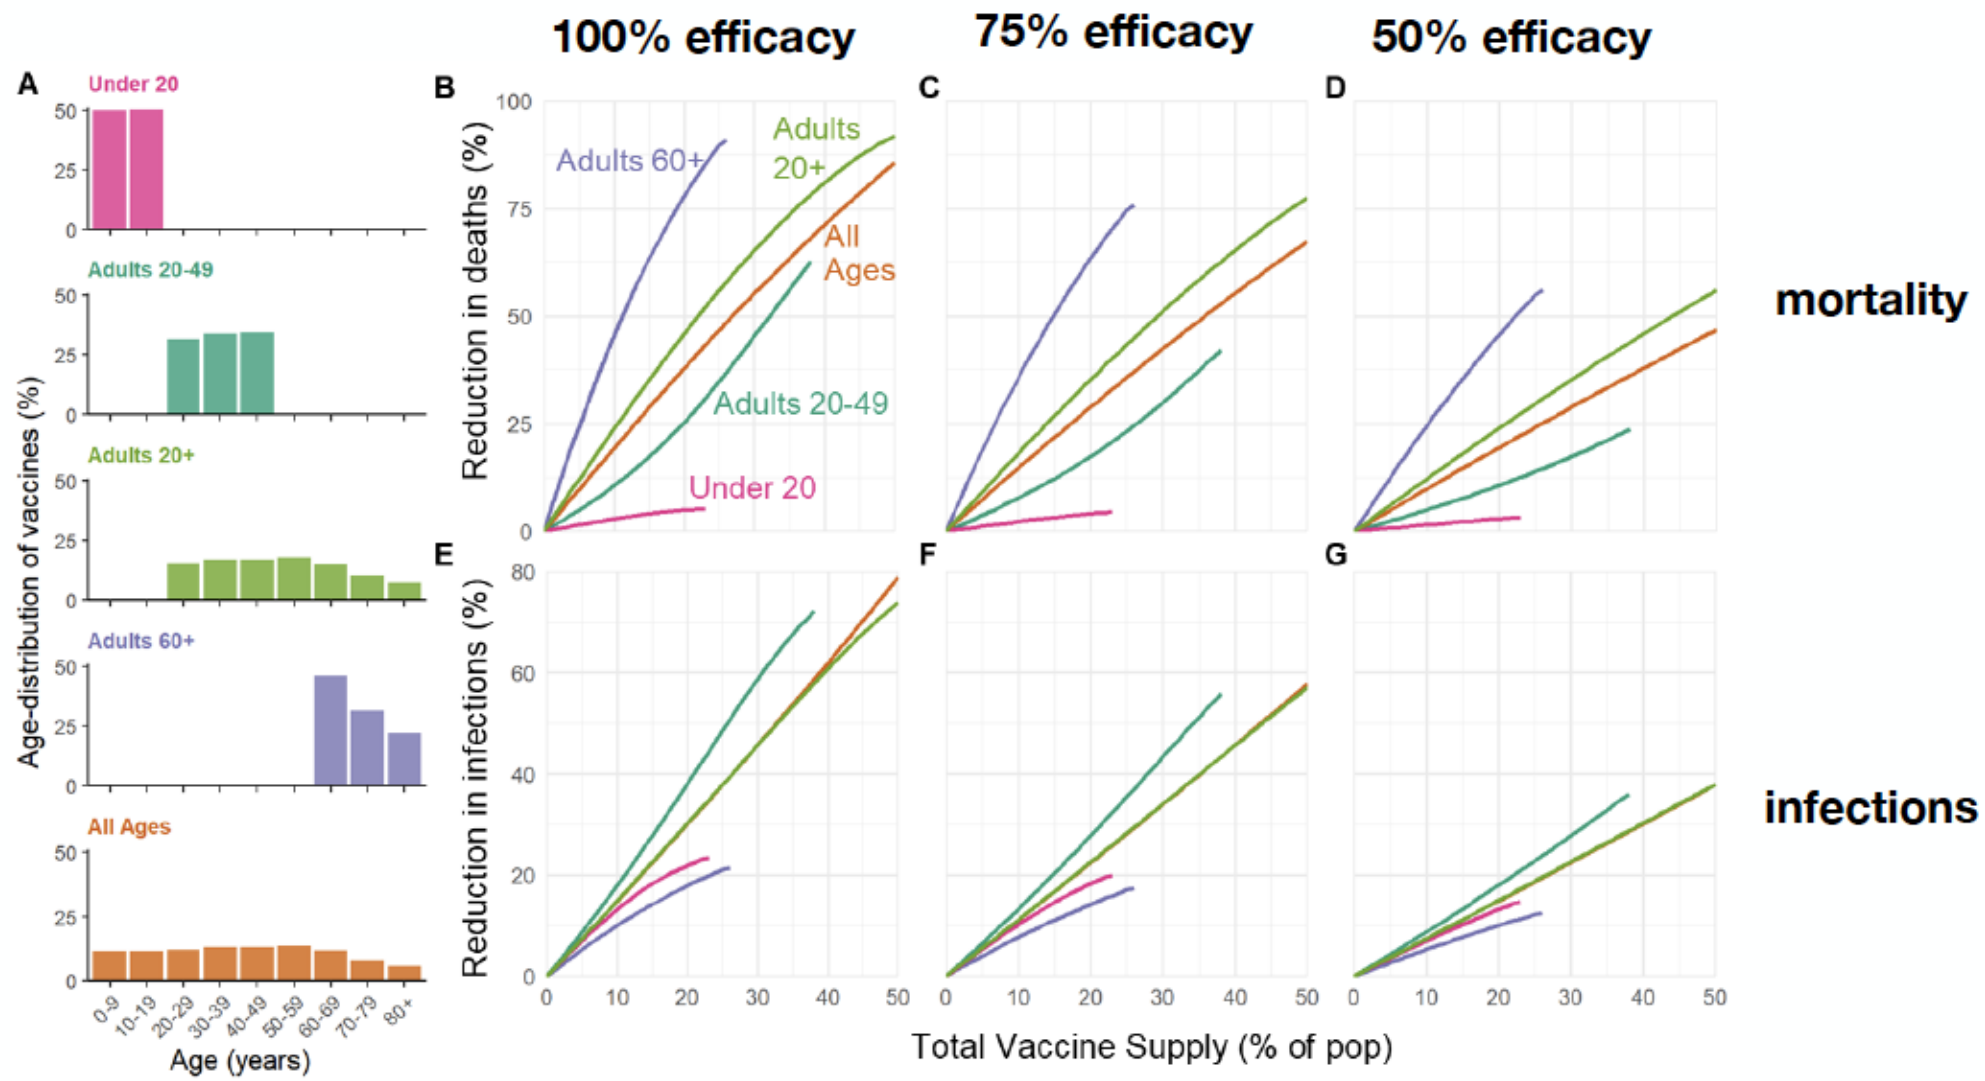 100% efficacy
75% efficacy
50% efficacy
A
Under 20
50
25
0
Adults 20-49
50
25
0
Adults 20+
50
25
0
Adults 60+
50
25
0
All Ages
50
25
0
0-9
10-19
20-29
30-39
40-49
50-59
60-69
70-79
80+
Age (years)
Age-distribution of vaccines (%)
B
100
75
50
25
0
Reduction in deaths (%)
Adults 60+
Adults
20+
All
Ages
Adults 20-49
Under 20
C
D
mortality
E
80
60
40
20
0
Reduction in infections (%)
0 10 20 30 40 50
F
0 10 20 30 40 50
G
0 10 20 30 40 50
infections
Total Vaccine Supply (% of pop)